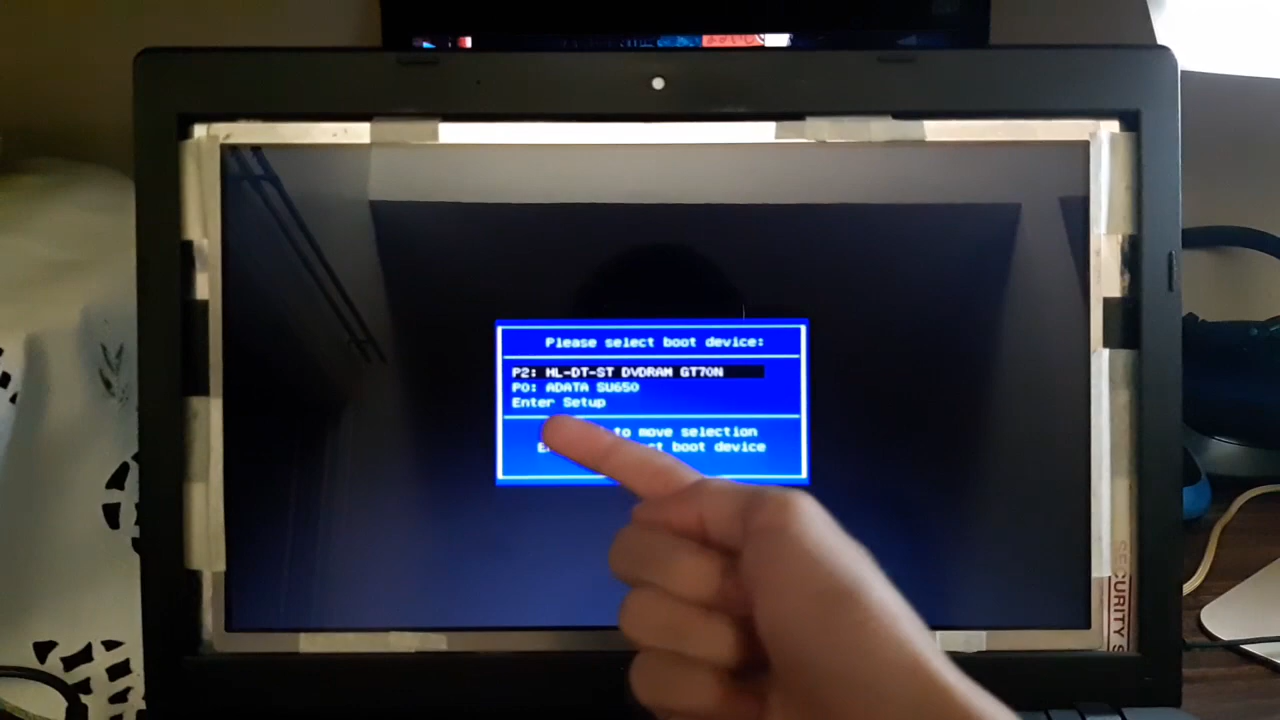 Please select boot device:
P2: HL-DT-ST DVDRAM GT70N
P0: ADATA SU650
Enter Setup
to move selection
boot device
SECURITY